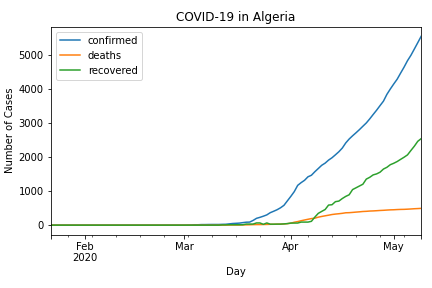 COVID-19 in Algeria
confirmed
deaths
recovered
Number of Cases
5000
4000
3000
2000
1000
0
Feb
2020
Mar
Apr
May
Day